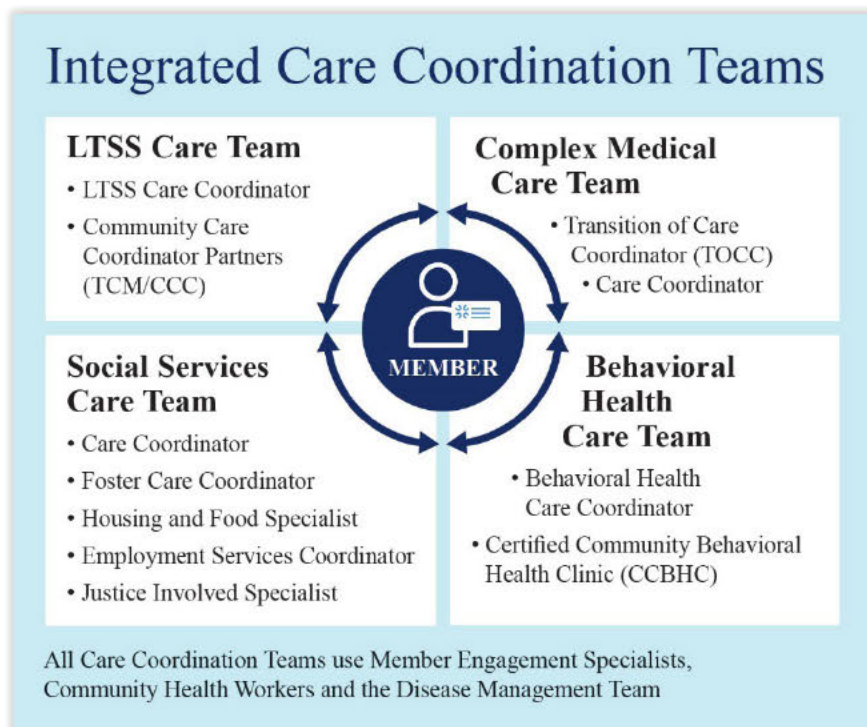 Integrated Care Coordination Teams
LTSS Care Team
• LTSS Care Coordinator
• Community Care
Coordinator Partners
(TCM/CCC)
Complex Medical
Care Team
• Transition of Care
Coordinator (TOCC)
• Care Coordinator
MEMBER
Social Services
Care Team
• Care Coordinator
• Foster Care Coordinator
• Housing and Food Specialist
• Employment Services Coordinator
• Justice Involved Specialist
Behavioral
Health
Care Team
• Behavioral Health
Care Coordinator
• Certified Community Behavioral
Health Clinic (CCBHC)
All Care Coordination Teams use Member Engagement Specialists,
Community Health Workers and the Disease Management Team